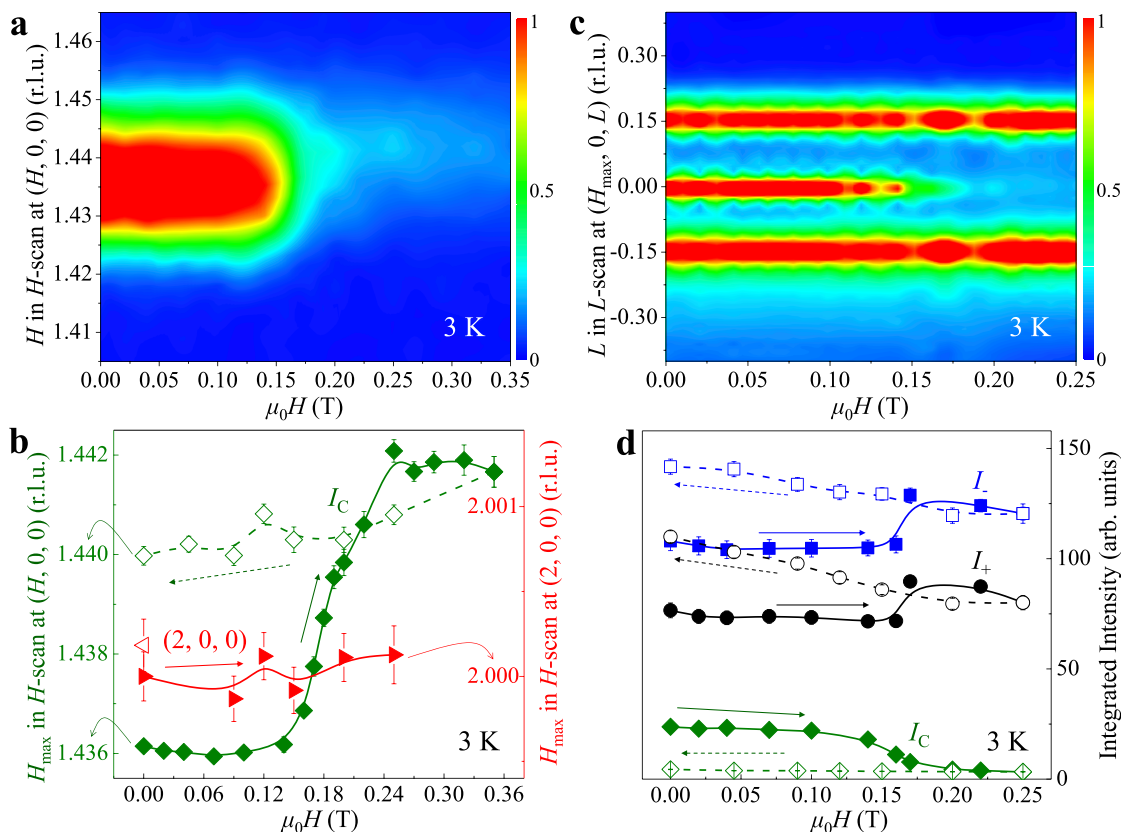 a
H in H-scan at (H, 0, 0) (r.l.u.)
1.46
1.45
1.44
1.43
1.42
1.41
3 K
0.00 0.05 0.10 0.15 0.20 0.25 0.30 0.35
μ0H (T)
1
0.5
0
c
L in L-scan at (Hmax, 0, L) (r.l.u.)
0.30
0.15
0.00
-0.15
-0.30
3 K
0.00 0.05 0.10 0.15 0.20 0.25
μ0H (T)
1
0.5
0
b
Hmax in H-scan at (H, 0, 0) (r.l.u.)
1.442
1.440
1.438
1.436
IC
(2, 0, 0)
3 K
0.00 0.06 0.12 0.18 0.24 0.30 0.36
μ0H (T)
2.001
2.000
Hmax in H-scan at (2, 0, 0) (r.l.u.)
d
I-
I+
IC
3 K
0.00 0.05 0.10 0.15 0.20 0.25
μ0H (T)
150
100
50
0
Integrated Intensity (arb. units)